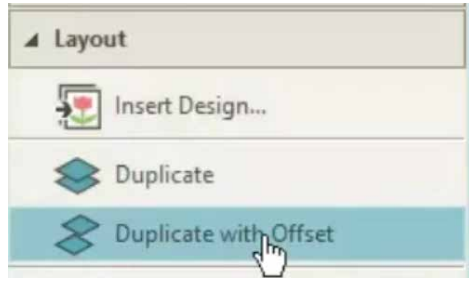 Layout
Insert Design...
Duplicate
Duplicate with Offset